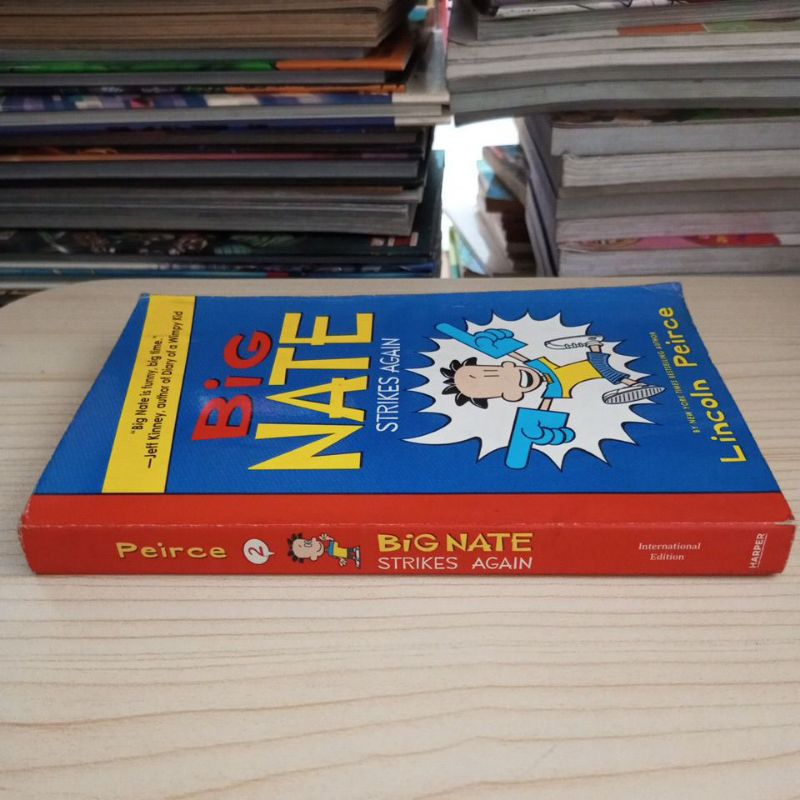 "Big Nate is funny, big time."
—Jeff Kinney, author of Diary of a Wimpy Kid
BiG
NATE
STRIKES AGAIN
BY NEW YORK TIMES BESTSELLING AUTHOR
Lincoln Peirce
Peirce
2
BiG NATE
STRIKES AGAIN
International
Edition
HARPER